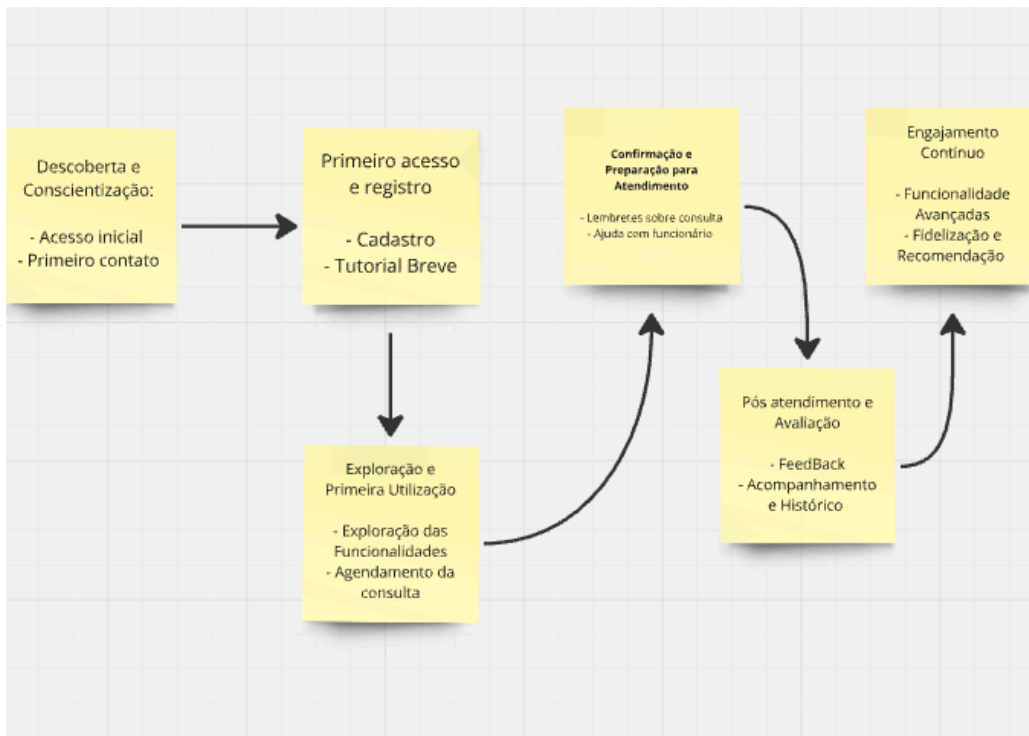 Descoberta e
Conscientização:
- Acesso inicial
- Primeiro contato
Primeiro acesso
e registro
- Cadastro
- Tutorial Breve
Exploração e
Primeira Utilização
- Exploração das
Funcionalidades
- Agendamento da
consulta
Confirmação e
Preparação para
Atendimento
- Lembretes sobre consulta
- Ajuda com funcionário
Pós atendimento e
Avaliação
- FeedBack
- Acompanhamento
e Histórico
Engajamento
Contínuo
- Funcionalidade
Avançadas
- Fidelização e
Recomendação